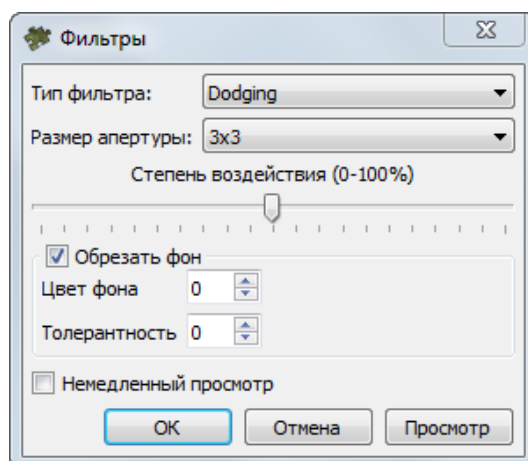 Фильтры
Тип фильтра: Dodging
Размер апертуры: 3x3
Степень воздействия (0-100%)
Обрезать фон
Цвет фона 0
Толерантность 0
Немедленный просмотр
OK Отмена Просмотр